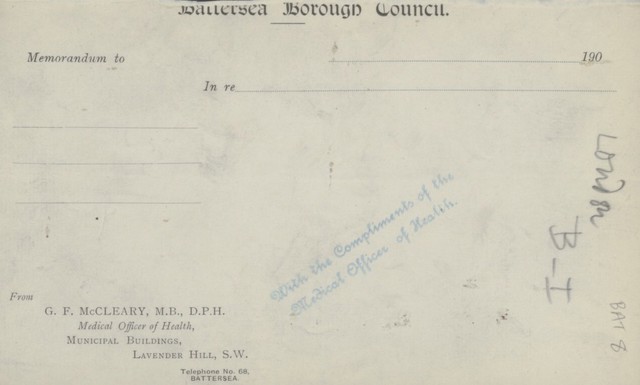 Battersea Borough Council.
Memorandum to
190
In re
With the Compliments of the
Medical Officer of Health.
London
B-I
BAT 8
From
G. F. McCLEARY, M.B., D.P.H.
Medical Officer of Health,
MUNICIPAL BUILDINGS,
LAVENDER HILL, S.W.
Telephone No. 68,
BATTERSEA.